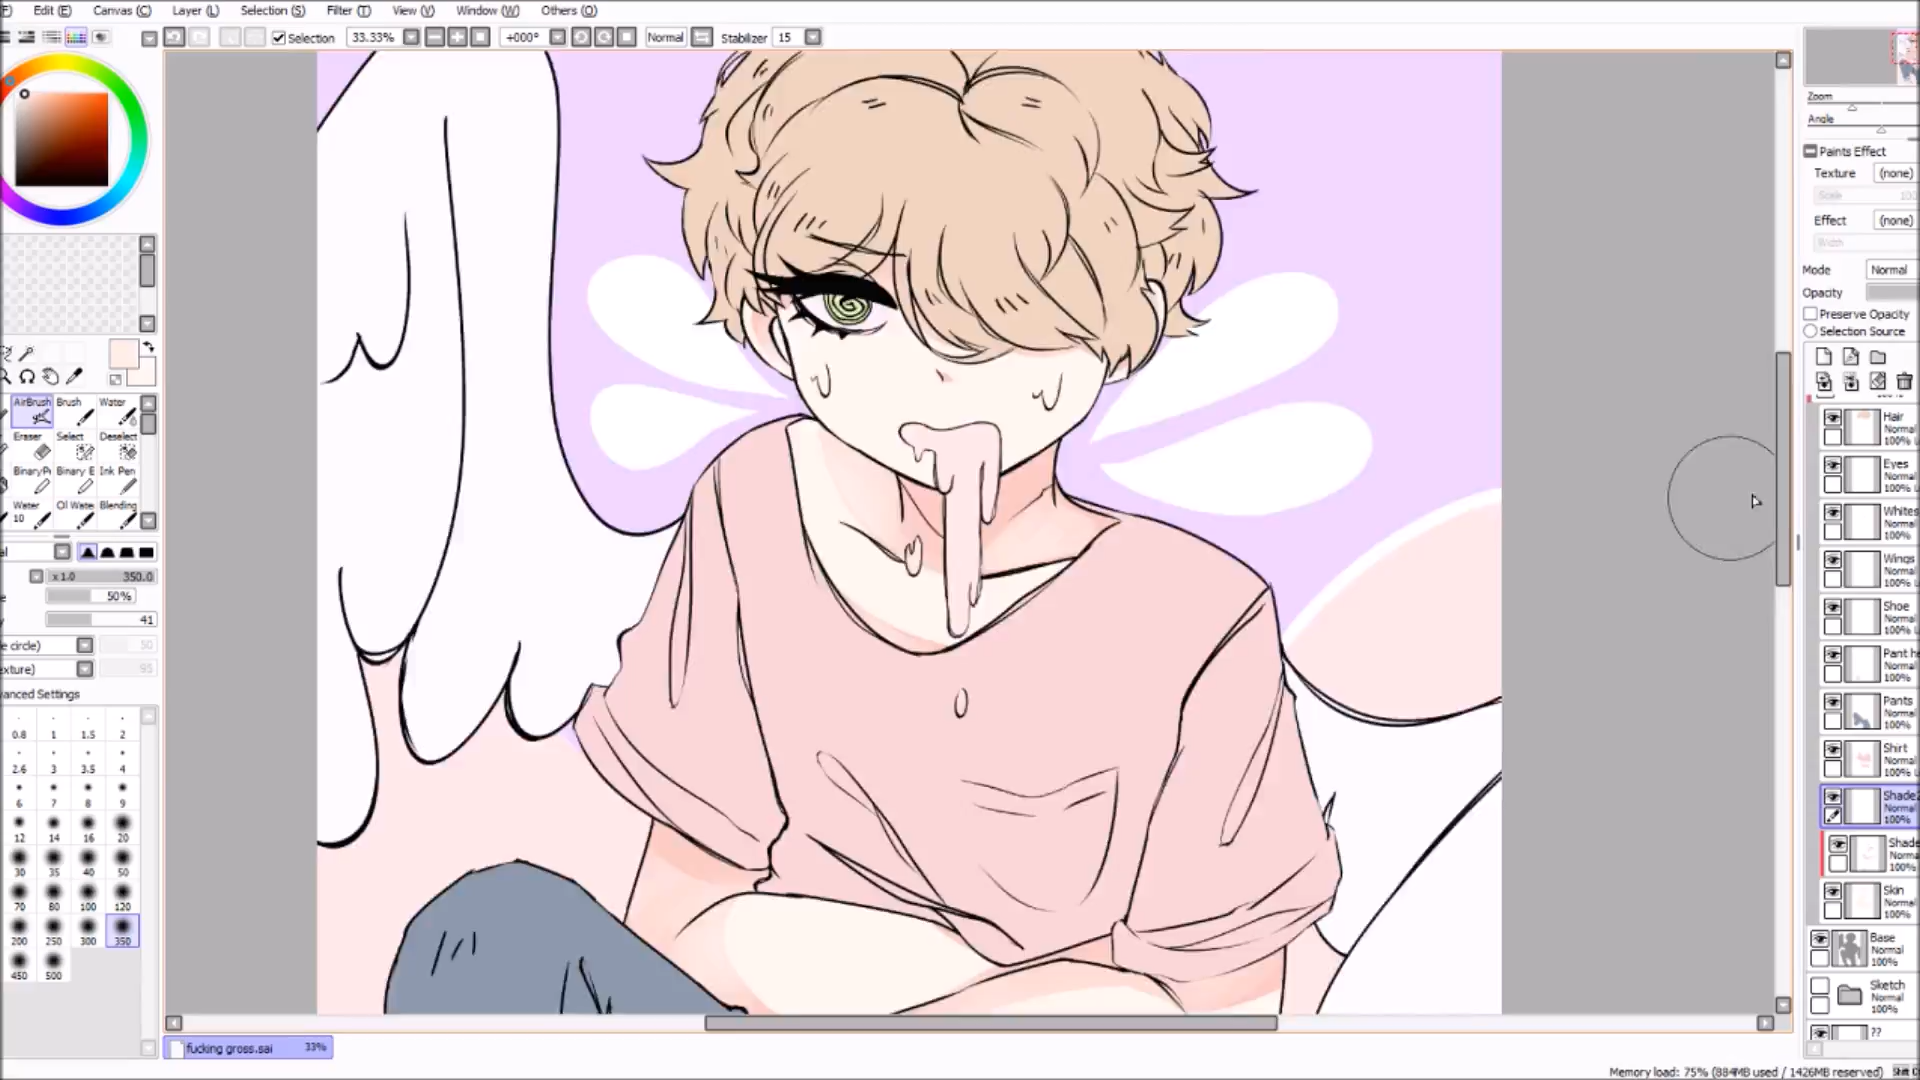 Edit (E) Canvas (C) Layer (L) Selection (S) Filter (T) View (V) Window (W) Others (O)
Selection 33.33% +000° Normal Stabilizer 15
Zoom
Angle
Paints Effect
Texture (none)
Scale 100
Effect (none)
Width
Mode Normal
Opacity
Preserve Opacity
Selection Source
AirBrush Brush Water
Eraser Select Deselect
Binary E Ink Pen
Water Oil Wate Blending
10
x 1.0 350.0
50%
41
e circle) 50
exture) 95
anced Settings
0.8 1 1.5 2
2.6 3 3.5 4
6 7 8 9
12 14 16 20
30 35 40 50
70 80 100 120
200 250 300 350
450 500
Hair
Normal
100%
Eyes
Normal
100%
Whites
Normal
100%
Wings
Normal
100%
Shoe
Normal
100%
Pant he
Normal
100%
Pants
Normal
100%
Shirt
Normal
100%
Shade2
Normal
100%
Shade
Norma
100%
Skin
Normal
100%
Base
Normal
100%
Sketch
Normal
100%
??
fucking gross.sai 33%
Memory load: 75% (884MB used / 1426MB reserved) Shift